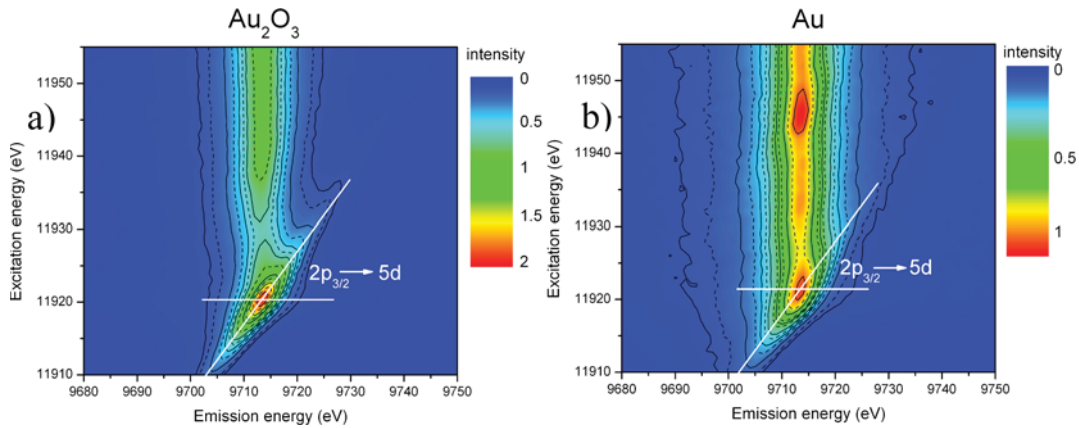 Au₂O₃
a)
intensity
0
0.5
1
1.5
2
11950
11940
11930
11920
11910
Excitation energy (eV)
2p₃/₂ → 5d
9680 9690 9700 9710 9720 9730 9740 9750
Emission energy (eV)
Au
b)
intensity
0
0.5
1
11950
11940
11930
11920
11910
Excitation energy (eV)
2p₃/₂ → 5d
9680 9690 9700 9710 9720 9730 9740 9750
Emission energy (eV)